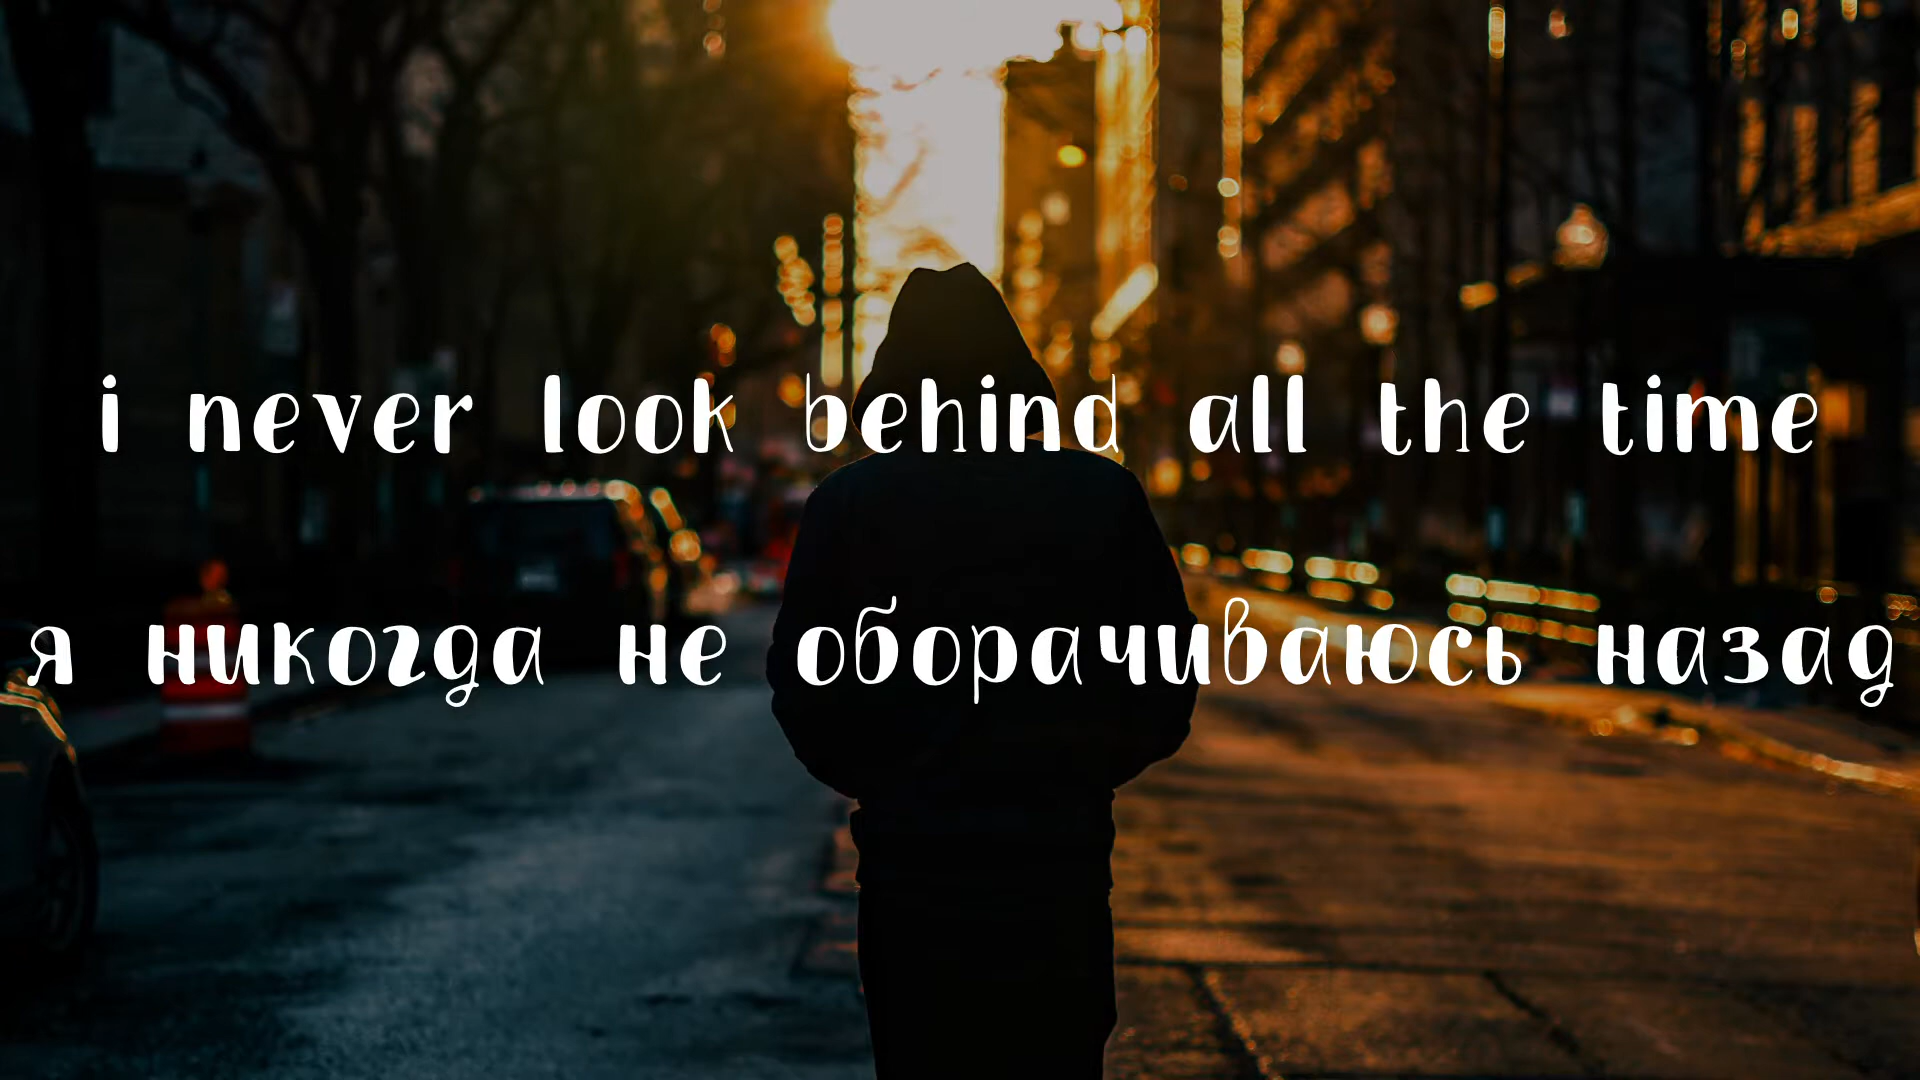 i never look behind all the time
я никогда не оборачиваюсь назад